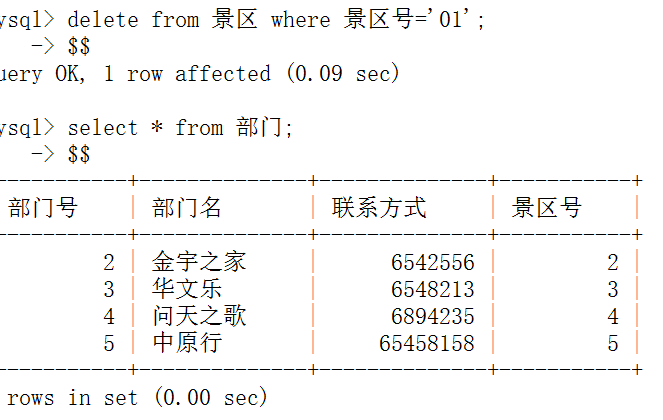 ysql> delete from 景区 where 景区号='01';
-> $$
uery OK, 1 row affected (0.09 sec)
ysql> select * from 部门;
-> $$
-----------+---------------+---------------+-----------+
部门号 | 部门名 | 联系方式 | 景区号 |
-----------+---------------+---------------+-----------+
2 | 金宇之家 | 6542556 | 2 |
3 | 华文乐 | 6548213 | 3 |
4 | 问天之歌 | 6894235 | 4 |
5 | 中原行 | 65458158 | 5 |
-----------+---------------+---------------+-----------+
rows in set (0.00 sec)